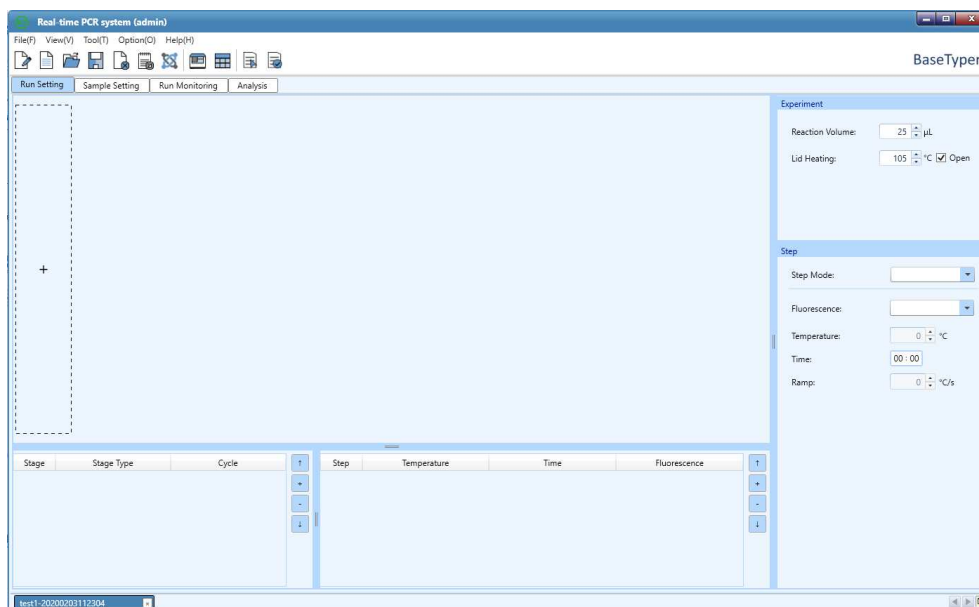 Real-time PCR system (admin)
File(F) View(V) Tool(T) Option(O) Help(H)
BaseTyper
Run Setting Sample Setting Run Monitoring Analysis
Experiment
Reaction Volume: 25 µL
Lid Heating: 105 °C Open
+
Step
Step Mode:
Fluorescence:
Temperature: 0 °C
Time: 00 : 00
Ramp: 0 °C/s
Stage Stage Type Cycle ↑ Step Temperature Time Fluorescence ↑
+ +
- -
↓ ↓
test1-20200203112304